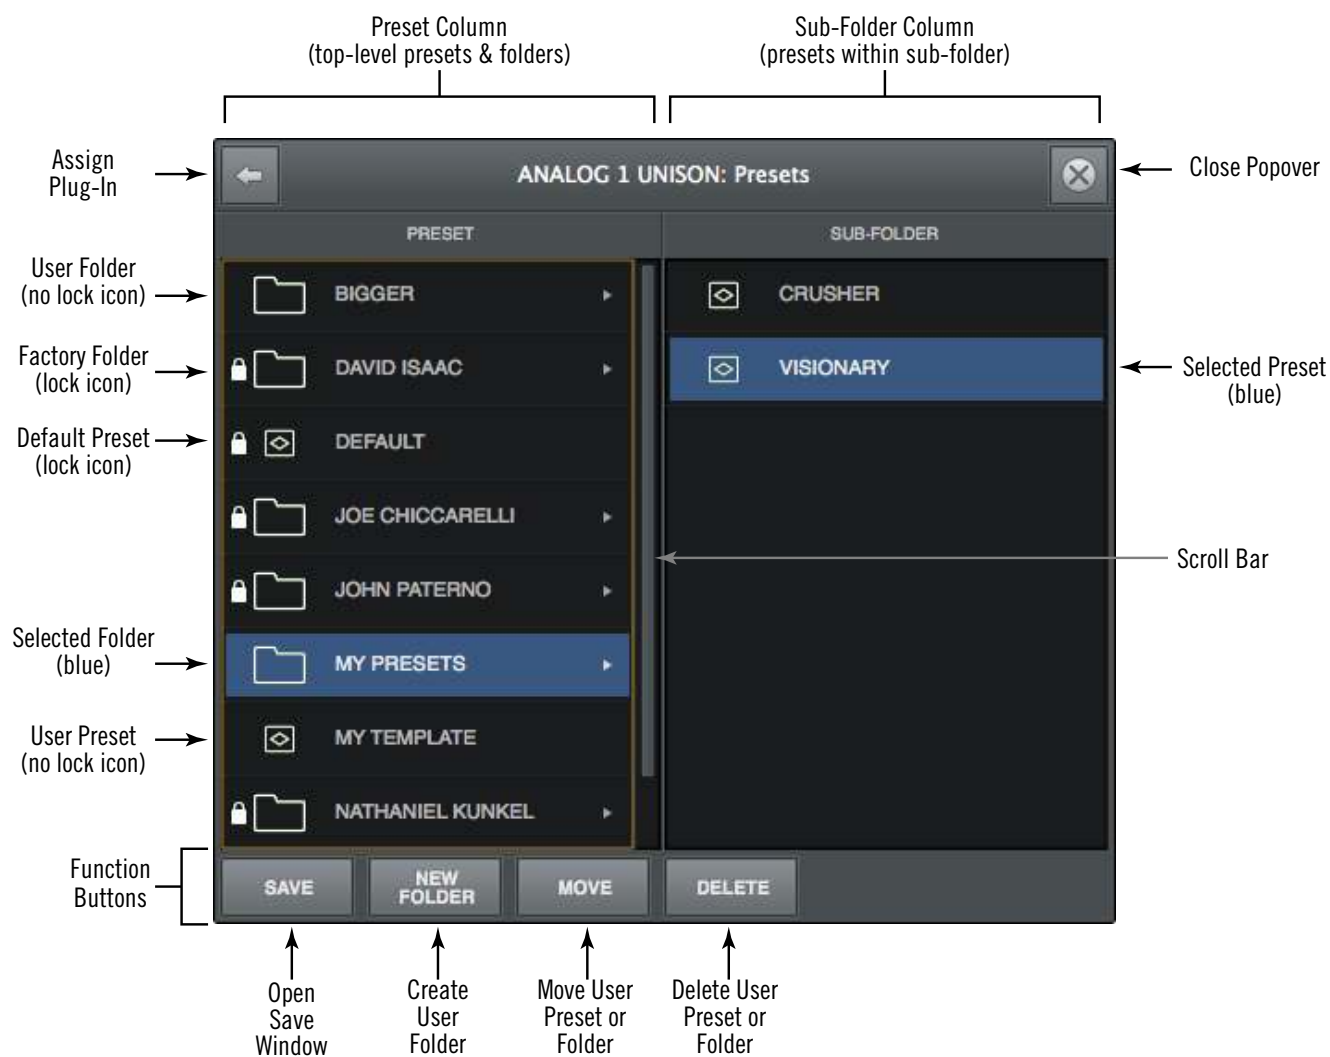 Preset Column
(top-level presets & folders)
Sub-Folder Column
(presets within sub-folder)
Assign
Plug-In
ANALOG 1 UNISON: Presets
Close Popover
PRESET
SUB-FOLDER
User Folder
(no lock icon)
BIGGER
CRUSHER
Factory Folder
(lock icon)
DAVID ISAAC
VISIONARY
Selected Preset
(blue)
Default Preset
(lock icon)
DEFAULT
JOE CHICCARELLI
Scroll Bar
JOHN PATERNO
Selected Folder
(blue)
MY PRESETS
User Preset
(no lock icon)
MY TEMPLATE
NATHANIEL KUNKEL
Function
Buttons
SAVE
NEW
FOLDER
MOVE
DELETE
Open
Save
Window
Create
User
Folder
Move User
Preset or
Folder
Delete User
Preset or
Folder